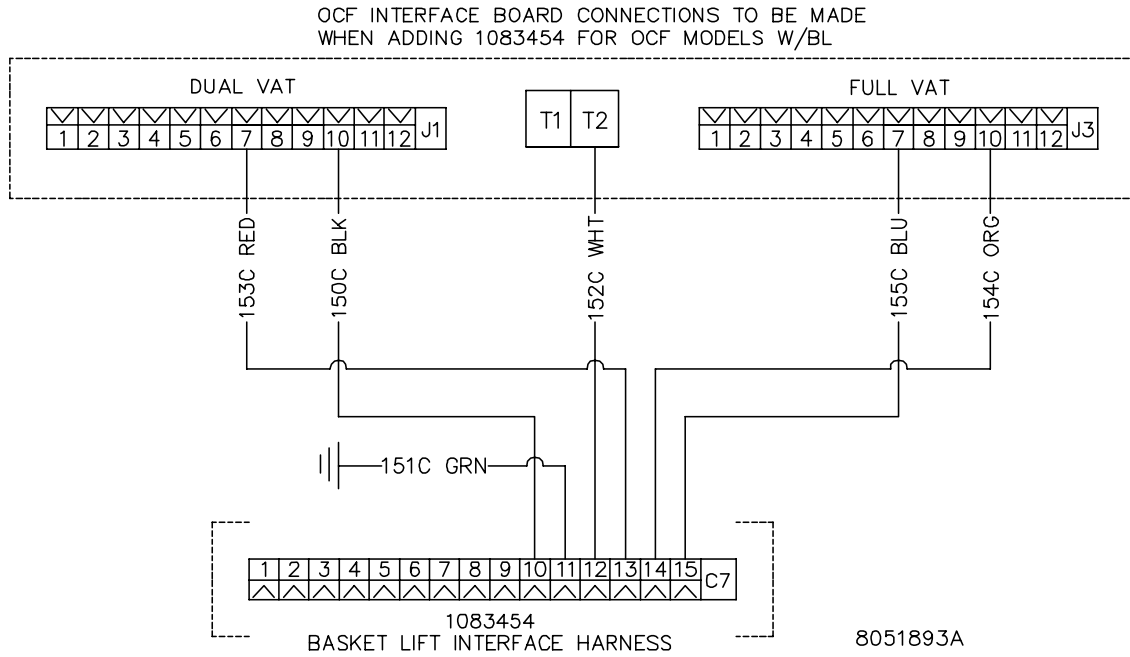 OCF INTERFACE BOARD CONNECTIONS TO BE MADE
WHEN ADDING 1083454 FOR OCF MODELS W/BL
DUAL VAT
FULL VAT
1 2 3 4 5 6 7 8 9 10 11 12 J1
T1 T2
1 2 3 4 5 6 7 8 9 10 11 12 J3
153C RED
150C BLK
152C WHT
155C BLU
154C ORG
151C GRN
1 2 3 4 5 6 7 8 9 10 11 12 13 14 15 C7
1083454
BASKET LIFT INTERFACE HARNESS
8051893A